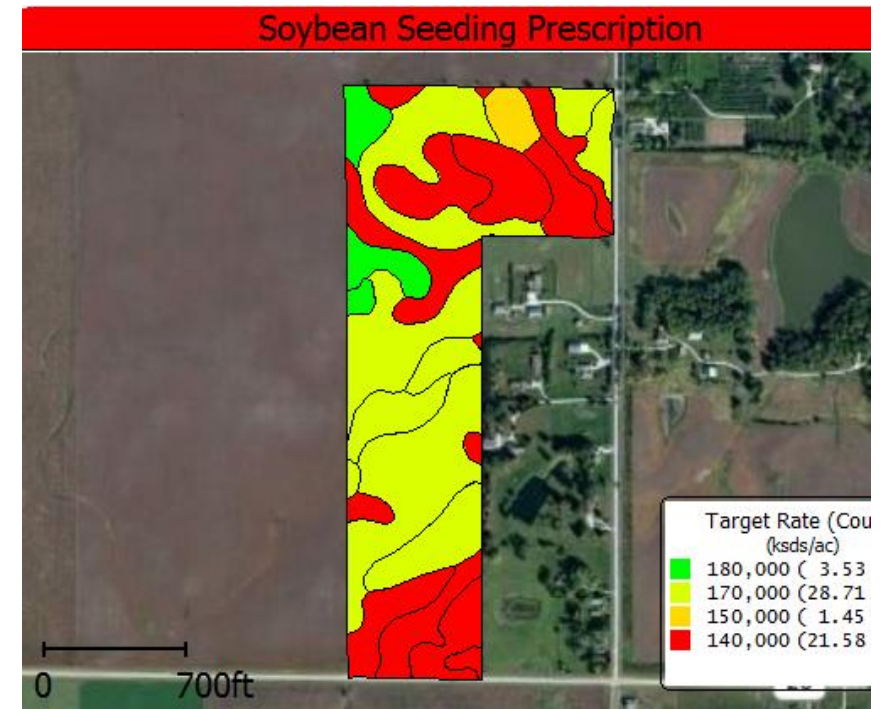 Soybean Seeding Prescription
Target Rate (Cou
(ksds/ac)
180,000 ( 3.53
170,000 (28.71
150,000 ( 1.45
140,000 (21.58
0 700ft